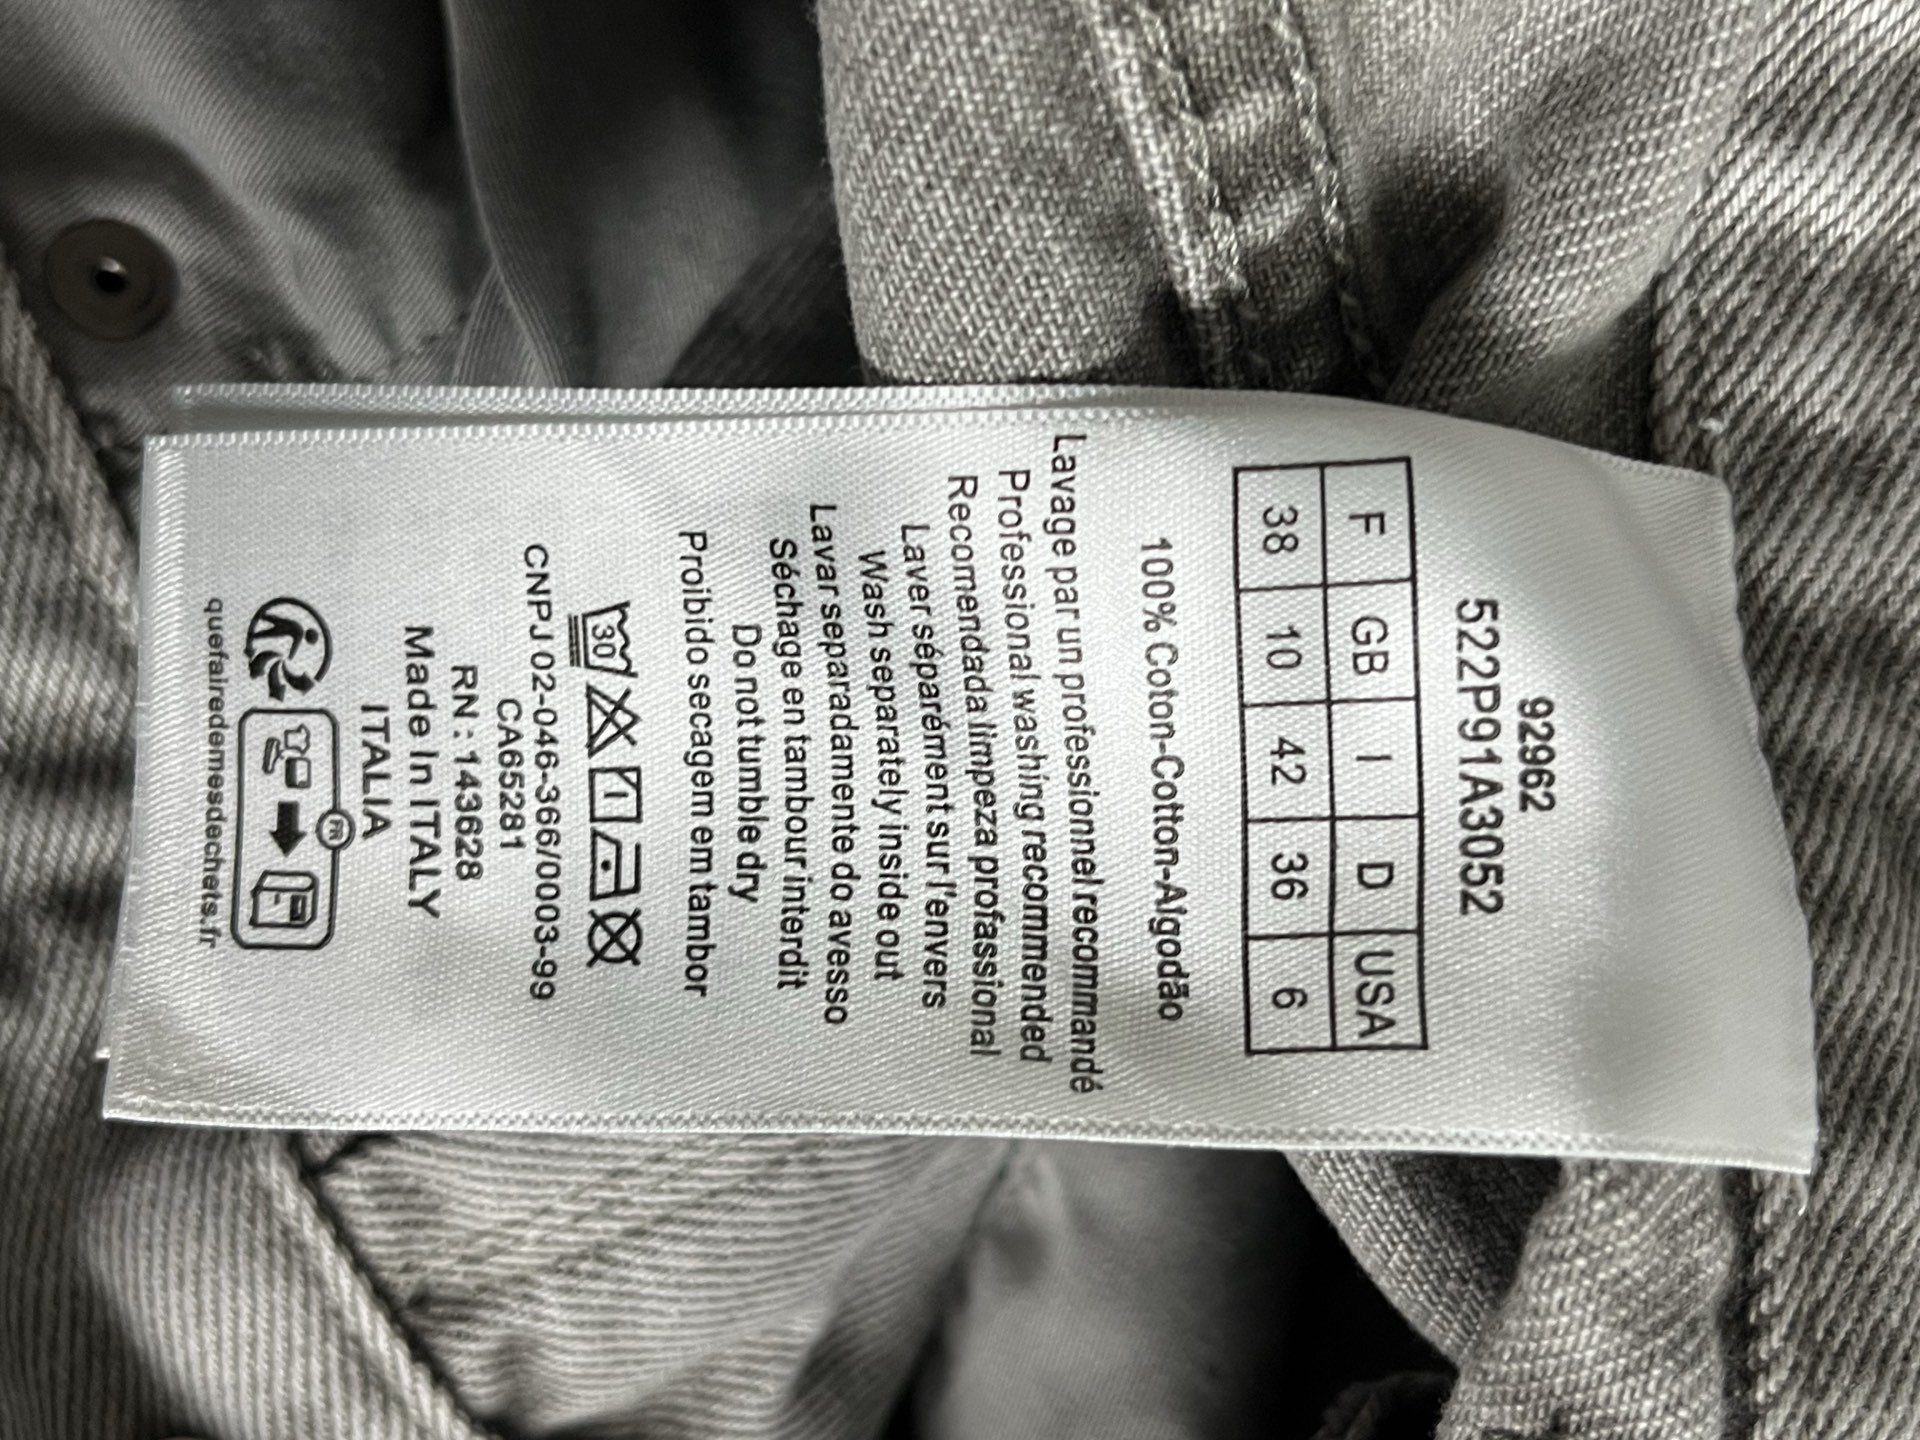 92962
522P91A3052
F GB I D USA
38 10 42 36 6
100% Coton-Cotton-Algodão
Lavage par un professionnel recommandé
Professional washing recommended
Recomendada limpeza profassional
Laver séparément sur l'envers
Wash separately inside out
Lavar separadamente do avesso
Séchage en tambour interdit
Do not tumble dry
Proibido secagem em tambor
30
CNPJ 02-046-366/0003-99
CA65281
RN : 143628
Made In ITALY
ITALIA
FR
quefairedemesdechets.fr